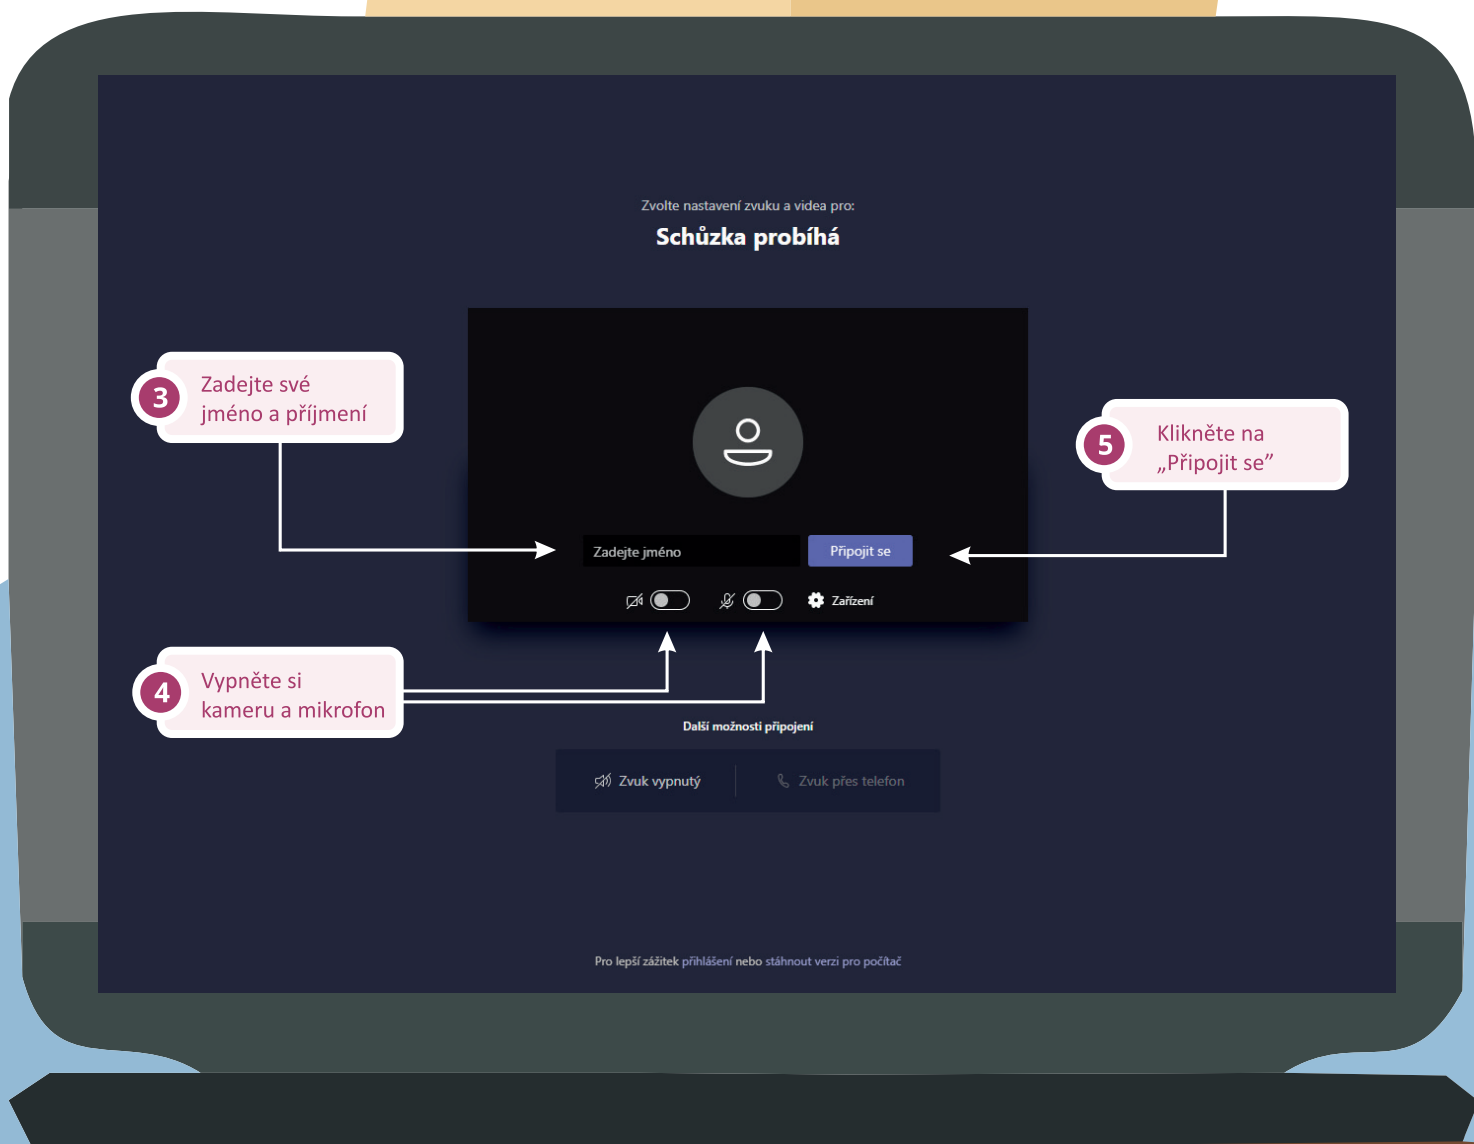 Zvolte nastavení zvuku a videa pro:
Schůzka probíhá
3
Zadejte své
jméno a příjmení
5
Klikněte na
„Připojit se”
Zadejte jméno
Připojit se
Zařízení
4
Vypněte si
kameru a mikrofon
Další možnosti připojení
Zvuk vypnutý
Zvuk přes telefon
Pro lepší zážitek přihlášení nebo stáhnout verzi pro počítač